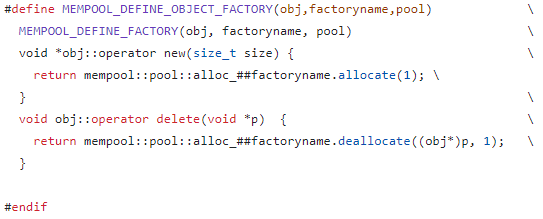 #define MEMPOOL_DEFINE_OBJECT_FACTORY(obj,factoryname,pool) \
MEMPOOL_DEFINE_FACTORY(obj, factoryname, pool) \
void *obj::operator new(size_t size) { \
return mempool::pool::alloc_##factoryname.allocate(1); \
} \
void obj::operator delete(void *p) { \
return mempool::pool::alloc_##factoryname.deallocate((obj*)p, 1); \
}
#endif